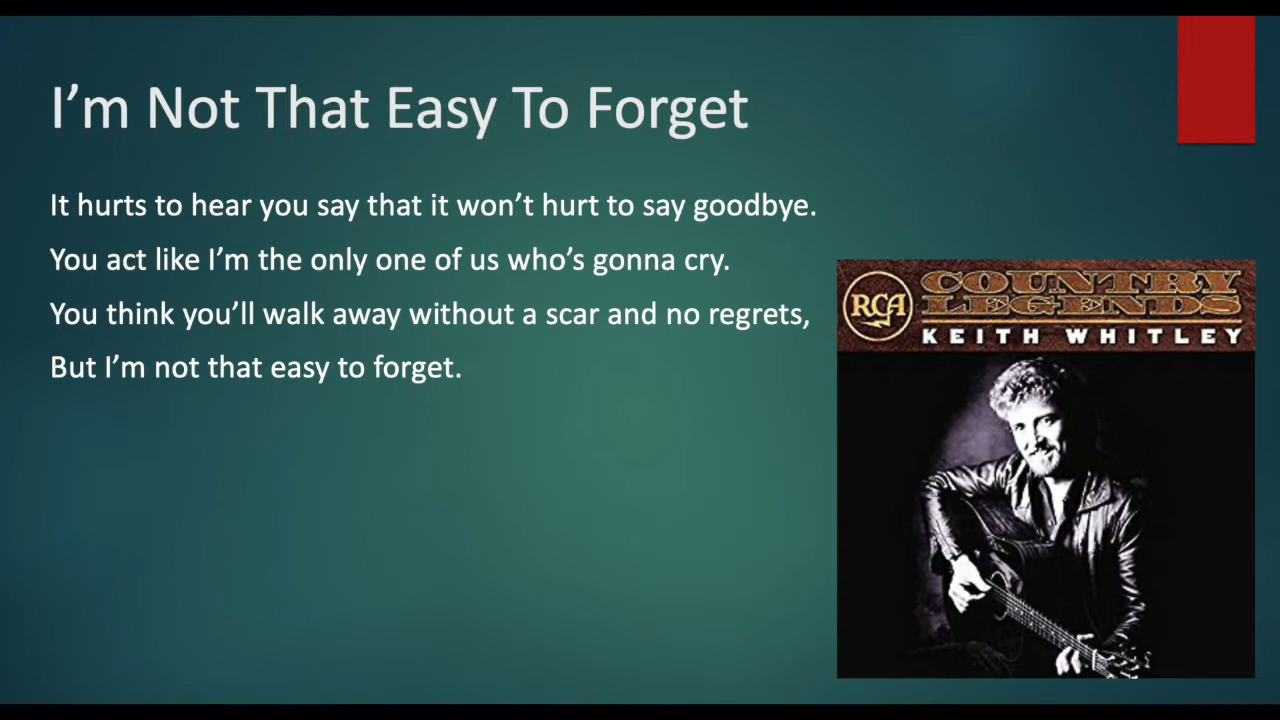 I'm Not That Easy To Forget
It hurts to hear you say that it won't hurt to say goodbye.
You act like I'm the only one of us who's gonna cry.
You think you'll walk away without a scar and no regrets,
But I'm not that easy to forget.
RCA
COUNTRY
LEGENDS
KEITH WHITLEY